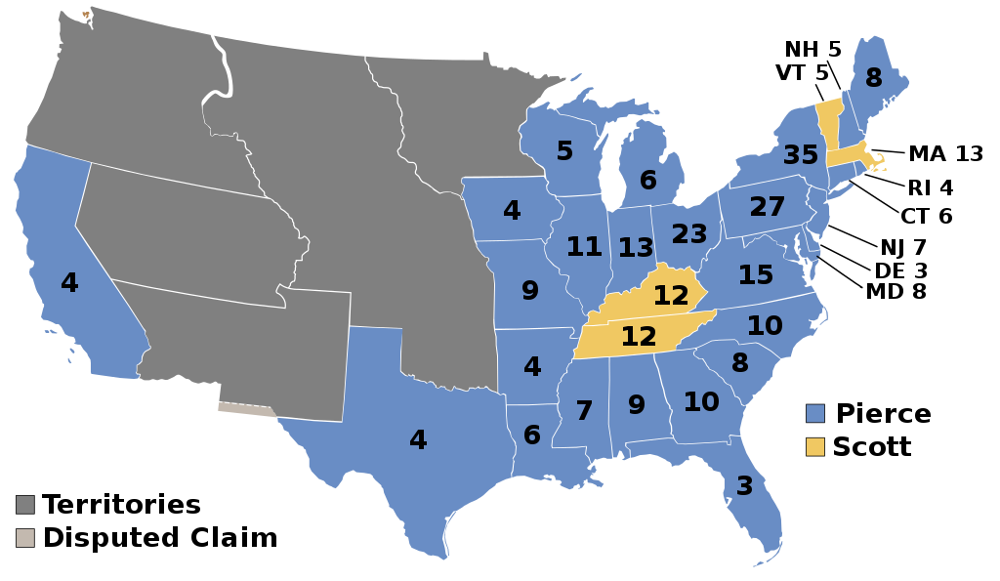 NH 5
VT 5
8
MA 13
5
35
6
RI 4
4
27
CT 6
23
11
13
NJ 7
15
DE 3
4
9
12
MD 8
10
12
8
4
10
7
9
Pierce
6
4
Scott
3
Territories
Disputed Claim